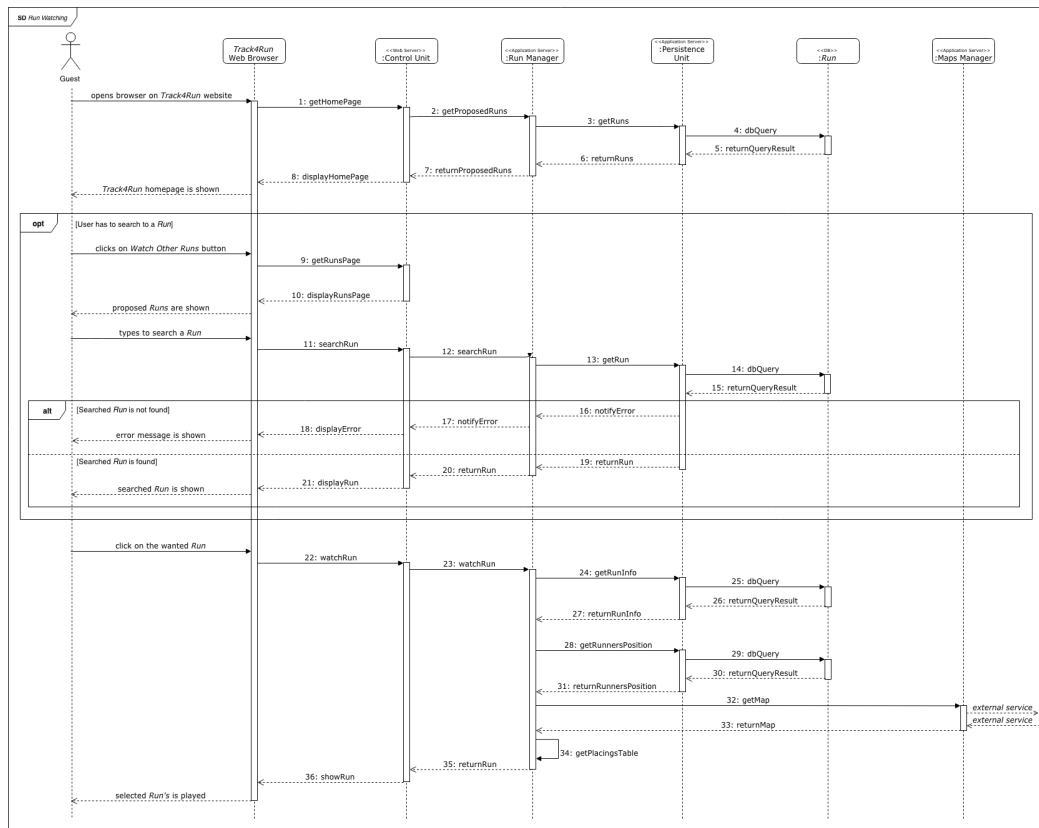 SD Run Watching
Guest
Track4Run
Web Browser
<<Web Server>>
:Control Unit
<<Application Server>>
:Run Manager
<<Application Server>>
:Persistence
Unit
<<DB>>
:Run
<<Application Server>>
:Maps Manager
opens browser on Track4Run website
1: getHomePage
2: getProposedRuns
3: getRuns
4: dbQuery
5: returnQueryResult
6: returnRuns
7: returnProposedRuns
8: displayHomePage
Track4Run homepage is shown
opt
[User has to search to a Run]
clicks on Watch Other Runs button
9: getRunsPage
10: displayRunsPage
proposed Runs are shown
types to search a Run
11: searchRun
12: searchRun
13: getRun
14: dbQuery
15: returnQueryResult
alt
[Searched Run is not found]
16: notifyError
17: notifyError
18: displayError
error message is shown
[Searched Run is found]
19: returnRun
20: returnRun
21: displayRun
searched Run is shown
click on the wanted Run
22: watchRun
23: watchRun
24: getRunInfo
25: dbQuery
26: returnQueryResult
27: returnRunInfo
28: getRunnersPosition
29: dbQuery
30: returnQueryResult
31: returnRunnersPosition
32: getMap
external service
external service
33: returnMap
34: getPlacingsTable
35: returnRun
36: showRun
selected Run's is played